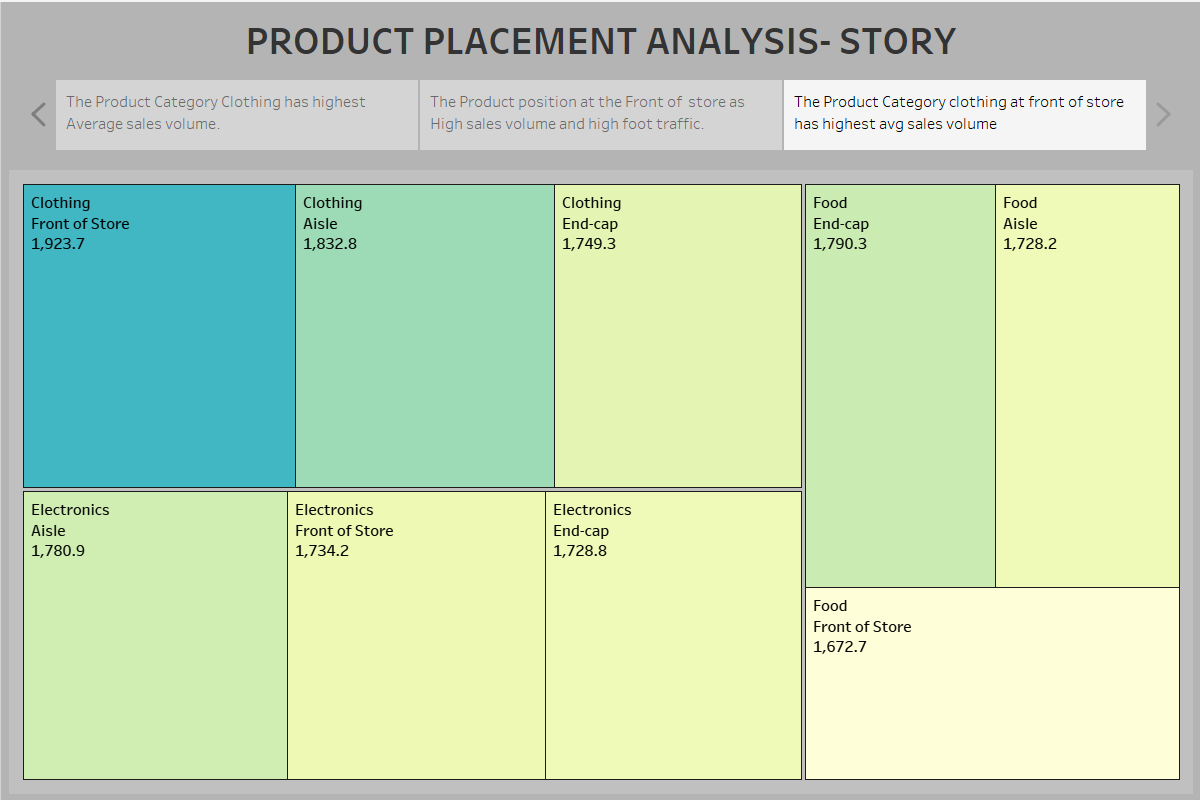 PRODUCT PLACEMENT ANALYSIS- STORY
The Product Category Clothing has highest
Average sales volume.
The Product position at the Front of  store as
High sales volume and high foot traffic.
The Product Category clothing at front of store
has highest avg sales volume
Clothing
Front of Store
1,923.7
Clothing
Aisle
1,832.8
Clothing
End-cap
1,749.3
Food
End-cap
1,790.3
Food
Aisle
1,728.2
Electronics
Aisle
1,780.9
Electronics
Front of Store
1,734.2
Electronics
End-cap
1,728.8
Food
Front of Store
1,672.7